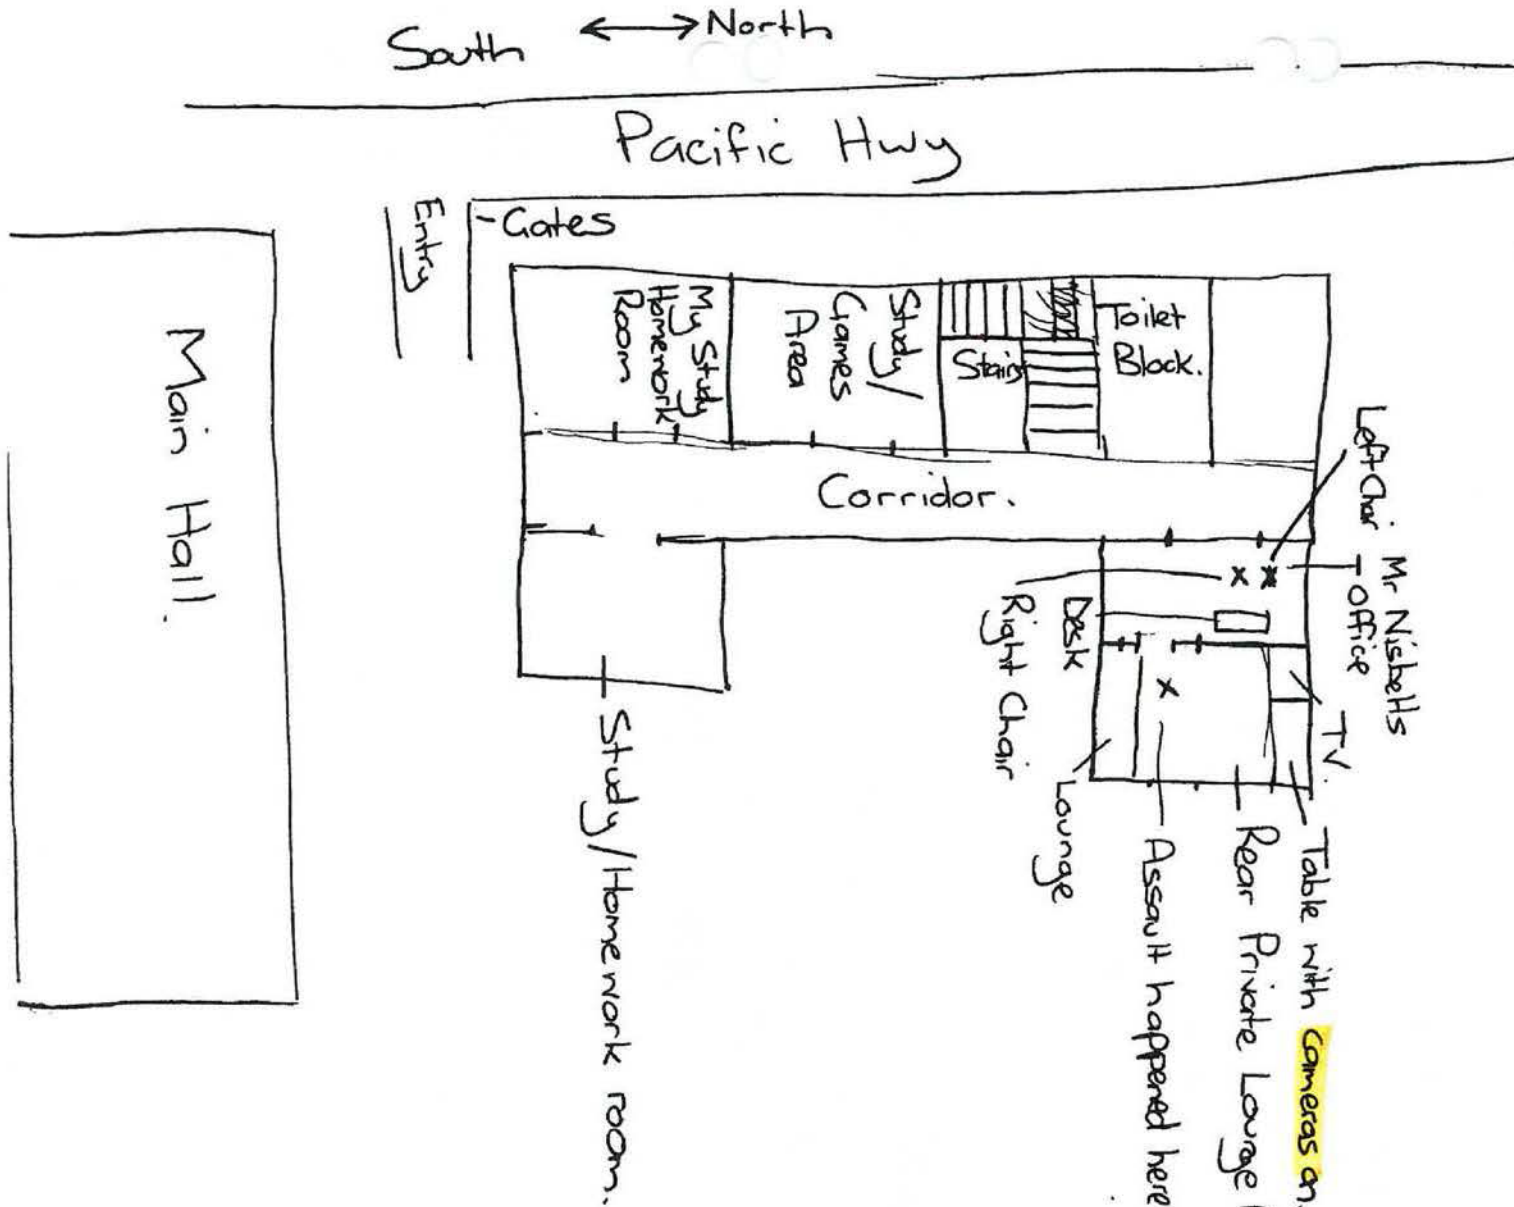 South ↔ North
Pacific Hwy
Entry
- Gates
Main Hall.
My Study
Homework
Room
Study/
Games
Area
Stairs
Toilet
Block.
Corridor.
Left Chair
Mr Nisbetts
office
Right Chair
Desk
TV.
Lounge
Table with cameras on.
Rear Private Lounge
Assault happened here
Study/Homework room.